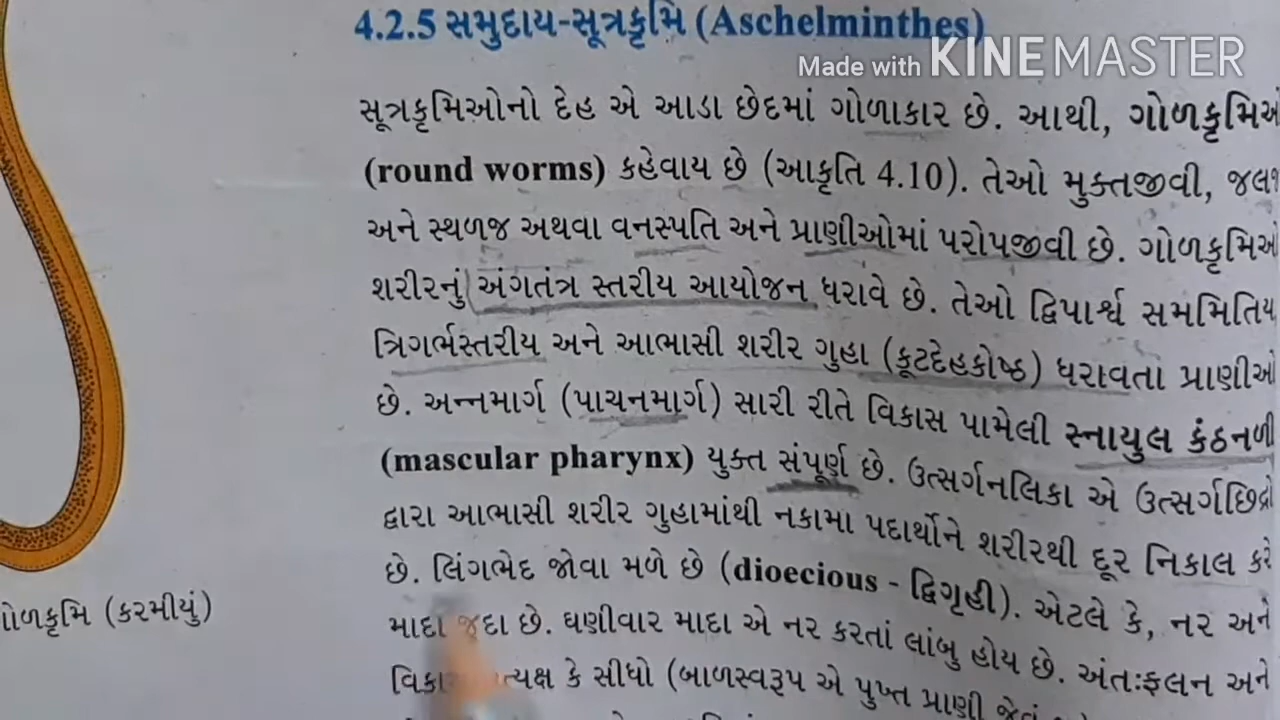 4.2.5 સમુદાય-સૂત્રકૃમિ (Aschelminthes)
Made with KINEMASTER
સૂત્રકૃમિઓનો દેહ એ આડા છેદમાં ગોળાકાર છે. આથી, ગોળકૃમિઓ
(round worms) કહેવાય છે (આકૃતિ 4.10). તેઓ મુક્તજીવી,
અને સ્થળજ અથવા વનસ્પતિ અને પ્રાણીઓમાં પરોપજીવી છે. ગોળકૃમિઓ
શરીરનું અંગતંત્ર સ્તરીય આયોજન ધરાવે છે. તેઓ દ્વિપાર્શ્વ સમમિતિય
ત્રિગર્ભસ્તરીય અને આભાસી શરીર ગુહા (કૂટદેહકોષ્ઠ) ધરાવતા પ્રાણીઓ
છે. અન્નમાર્ગ (પાચનમાર્ગ) સારી રીતે વિકાસ પામેલી સ્નાયુલ કંઠનળી
(mascular pharynx) યુક્ત સંપૂર્ણ છે. ઉત્સર્ગનલિકા એ ઉત્સર્ગછિદ્રો
દ્વારા આભાસી શરીર ગુહામાંથી નકામા પદાર્થોને શરીરથી દૂર નિકાલ કરે
છે. લિંગભેદ જોવા મળે છે (dioecious - દ્વિગૃહી). એટલે કે, નર અને
માદા જુદા છે. ઘણીવાર માદા એ નર કરતાં લાંબુ હોય છે. અંતઃફલન અને
કે સીધો (બાળસ્વરૂપ એ પુખ્ત પ્રાણી જેવું
ગોળકૃમિ (કરમીયું)